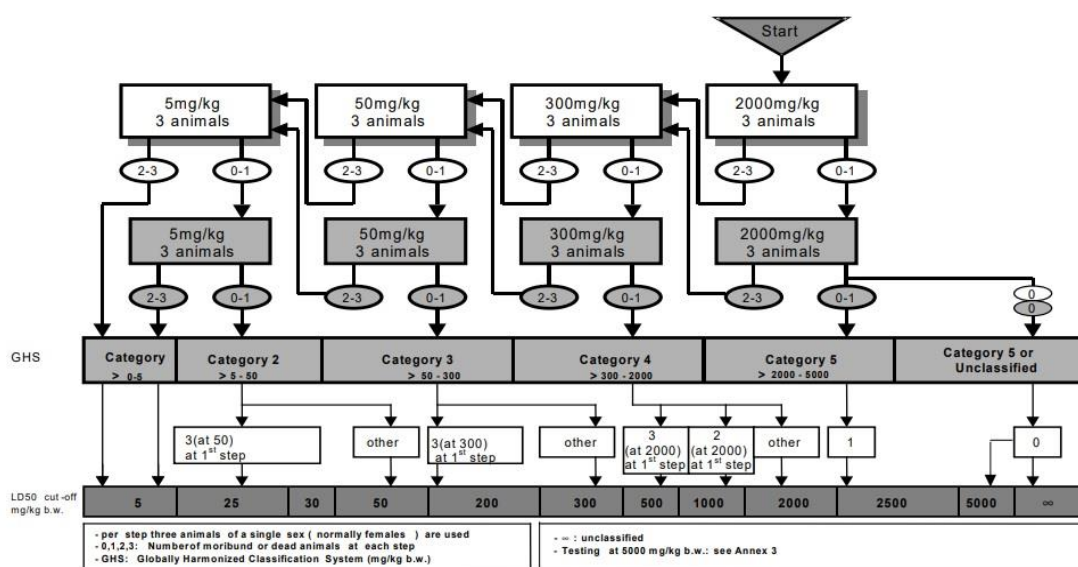 Start
5mg/kg
3 animals
50mg/kg
3 animals
300mg/kg
3 animals
2000mg/kg
3 animals
2-3
0-1
2-3
0-1
2-3
0-1
2-3
0-1
5mg/kg
3 animals
50mg/kg
3 animals
300mg/kg
3 animals
2000mg/kg
3 animals
2-3
0-1
2-3
0-1
2-3
0-1
2-3
0-1
0
0
GHS
Category
> 0-5
Category 2
> 5 - 50
Category 3
> 50 - 300
Category 4
> 300 - 2000
Category 5
> 2000 - 5000
Category 5 or
Unclassified
3(at 50)
at 1st step
other
3(at 300)
at 1st step
other
3
(at 2000)
at 1st step
2
(at 2000)
at 1st step
other
1
0
LD50 cut-off
mg/kg b.w.
5
25
30
50
200
300
500
1000
2000
2500
5000
∞
- per step three animals of a single sex ( normally females ) are used
- 0,1,2,3: Numberof moribund or dead animals at each step
- GHS: Globally Harmonized Classification System (mg/kg b.w.)
- ∞ : unclassified
- Testing at 5000 mg/kg b.w.: see Annex 3